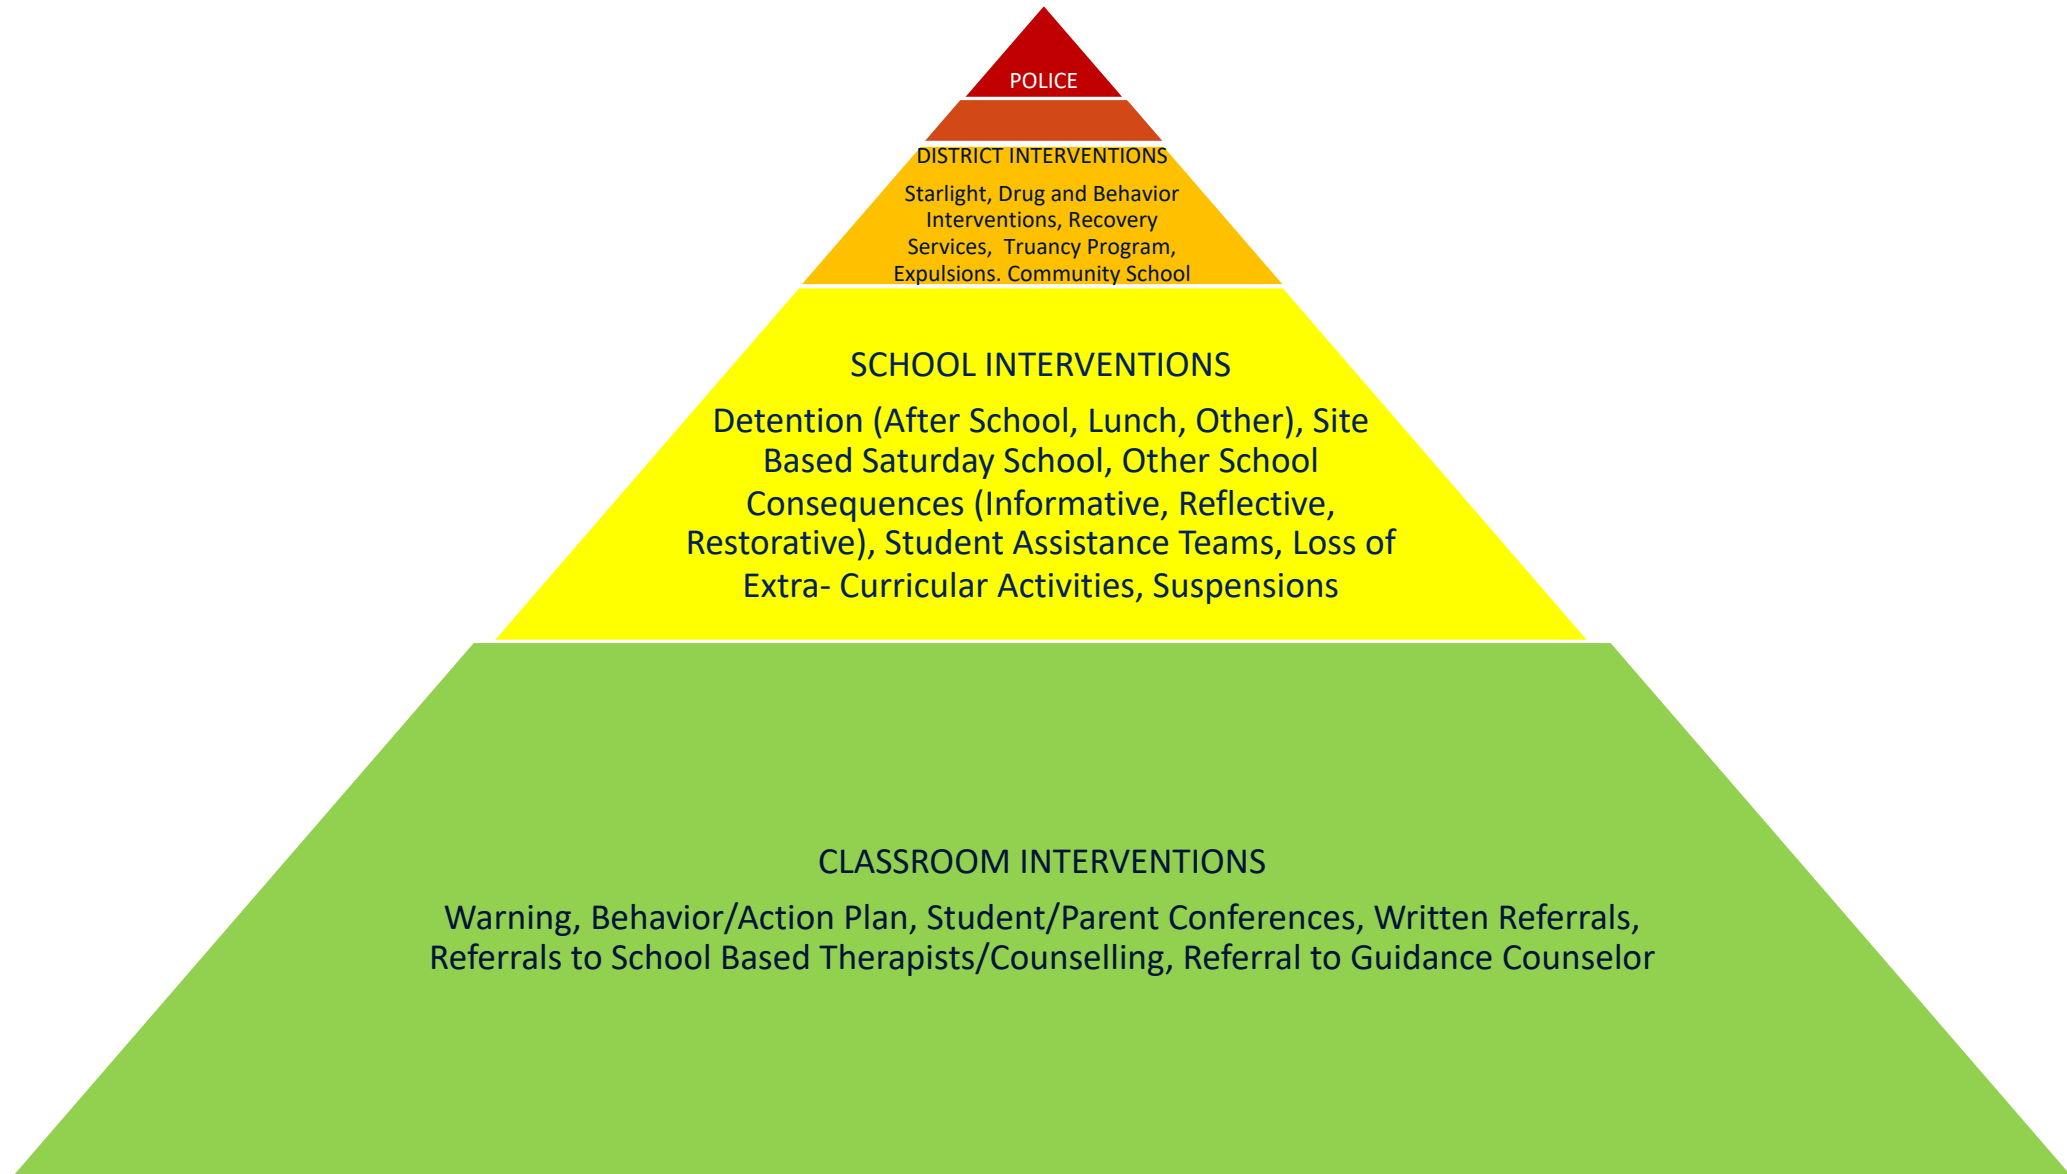 POLICE
DISTRICT INTERVENTIONS
Starlight, Drug and Behavior
Interventions, Recovery
Services, Truancy Program,
Expulsions. Community School
SCHOOL INTERVENTIONS
Detention (After School, Lunch, Other), Site
Based Saturday School, Other School
Consequences (Informative, Reflective,
Restorative), Student Assistance Teams, Loss of
Extra- Curricular Activities, Suspensions
CLASSROOM INTERVENTIONS
Warning, Behavior/Action Plan, Student/Parent Conferences, Written Referrals,
Referrals to School Based Therapists/Counselling, Referral to Guidance Counselor